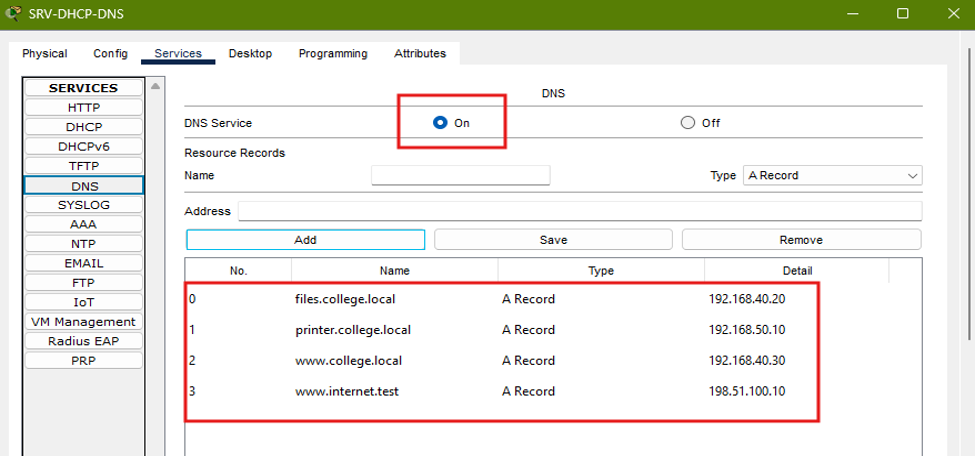 SRV-DHCP-DNS
Physical Config Services Desktop Programming Attributes
SERVICES
HTTP
DHCP
DHCPv6
TFTP
DNS
SYSLOG
AAA
NTP
EMAIL
FTP
IoT
VM Management
Radius EAP
PRP
DNS
DNS Service On Off
Resource Records
Name Type A Record
Address
Add Save Remove
No. Name Type Detail
0 files.college.local A Record 192.168.40.20
1 printer.college.local A Record 192.168.50.10
2 www.college.local A Record 192.168.40.30
3 www.internet.test A Record 198.51.100.10